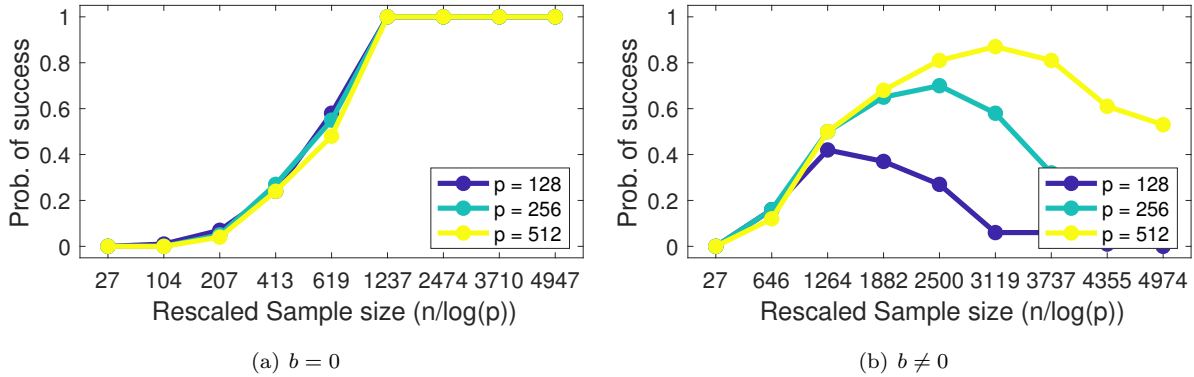 1
0.8
0.6
0.4
0.2
0
Prob. of success
p = 128
p = 256
p = 512
27 104 207 413 619 1237 2474 3710 4947
Rescaled Sample size (n/log(p))
(a) b = 0
1
0.8
0.6
0.4
0.2
0
Prob. of success
p = 128
p = 256
p = 512
27 646 1264 1882 2500 3119 3737 4355 4974
Rescaled Sample size (n/log(p))
(b) b ≠ 0